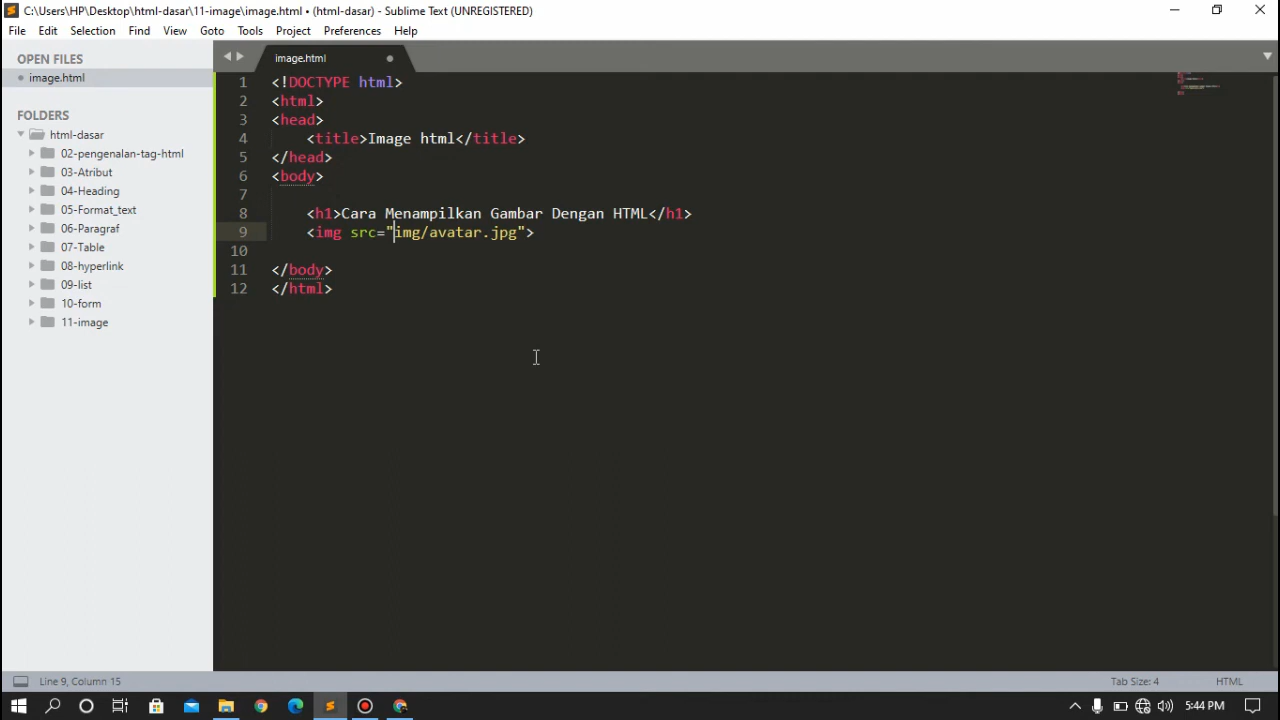 C:\Users\HP\Desktop\html-dasar\11-image\image.html • (html-dasar) - Sublime Text (UNREGISTERED)
File Edit Selection Find View Goto Tools Project Preferences Help
OPEN FILES
image.html
FOLDERS
html-dasar
02-pengenalan-tag-html
03-Atribut
04-Heading
05-Format_text
06-Paragraf
07-Table
08-hyperlink
09-list
10-form
11-image
image.html
1 <!DOCTYPE html>
2 <html>
3 <head>
4 <title>Image html</title>
5 </head>
6 <body>
7
8 <h1>Cara Menampilkan Gambar Dengan HTML</h1>
9 <img src="img/avatar.jpg">
10
11 </body>
12 </html>
Line 9, Column 15
Tab Size: 4
HTML
5:44 PM